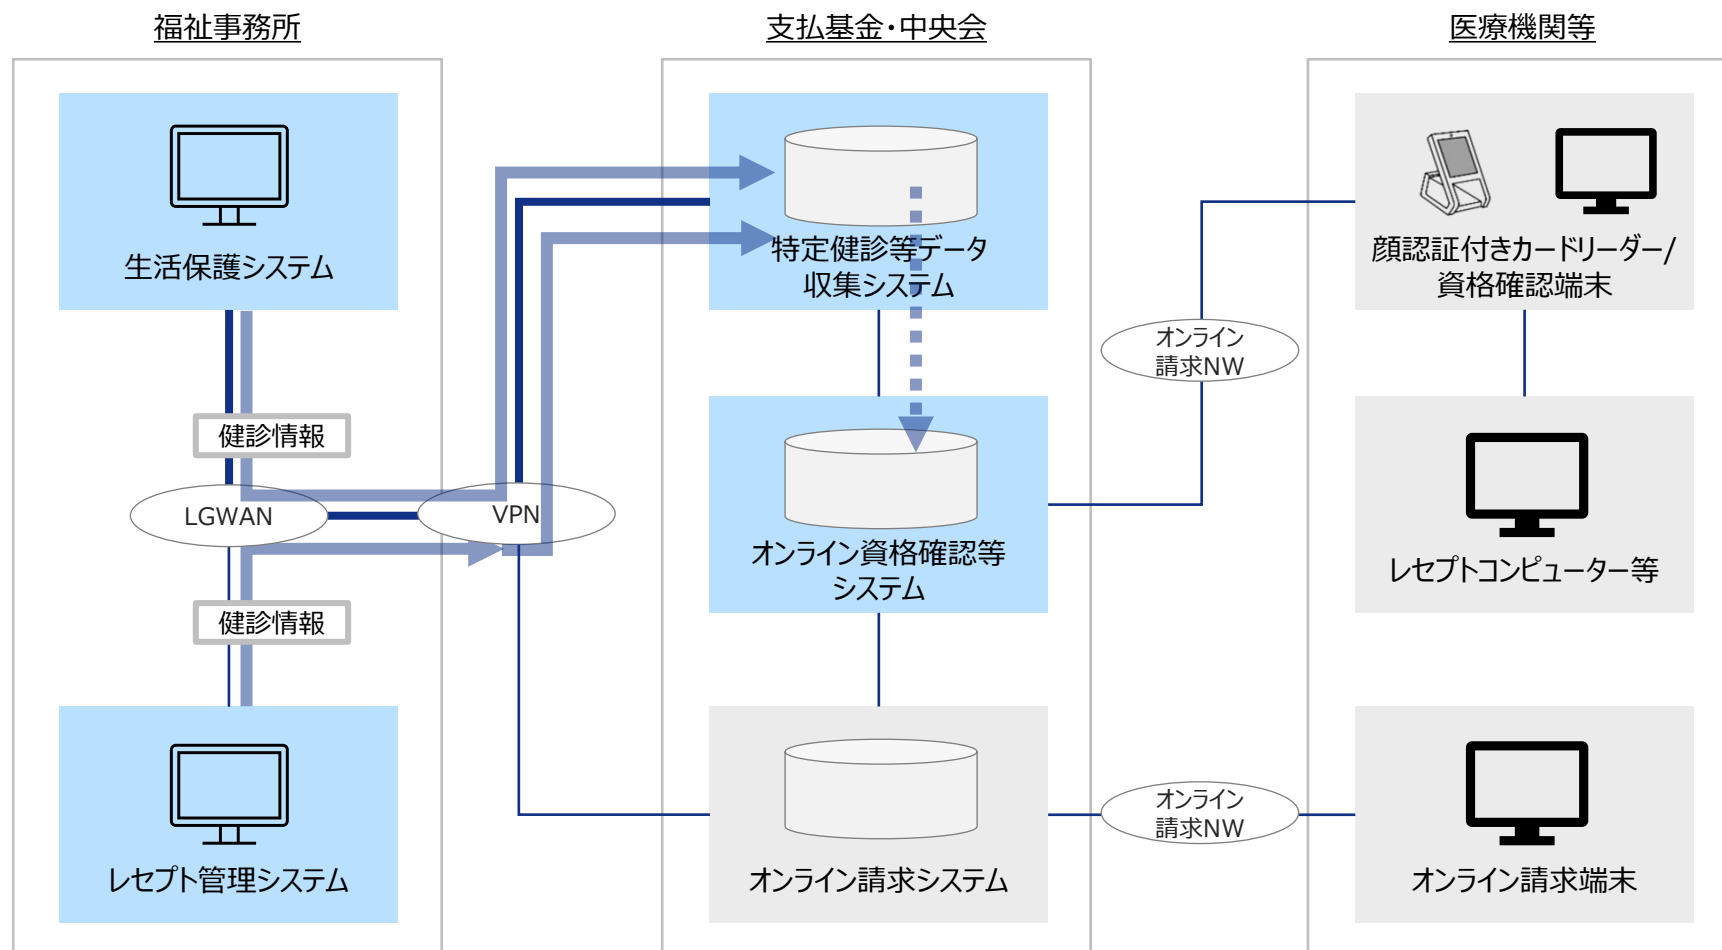 福祉事務所
支払基金・中央会
医療機関等
生活保護システム
健診情報
LGWAN
VPN
健診情報
レセプト管理システム
特定健診等データ
収集システム
オンライン資格確認等
システム
オンライン請求システム
オンライン
請求NW
オンライン
請求NW
顔認証付きカードリーダー/
資格確認端末
レセプトコンピューター等
オンライン請求端末